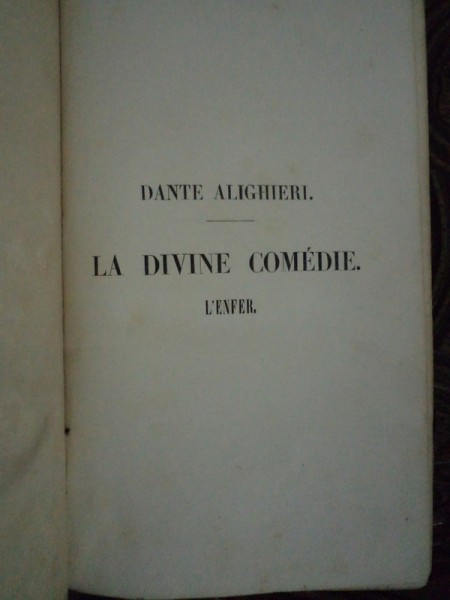 DANTE ALIGHIERI.
LA DIVINE COMÉDIE.
L'ENFER.